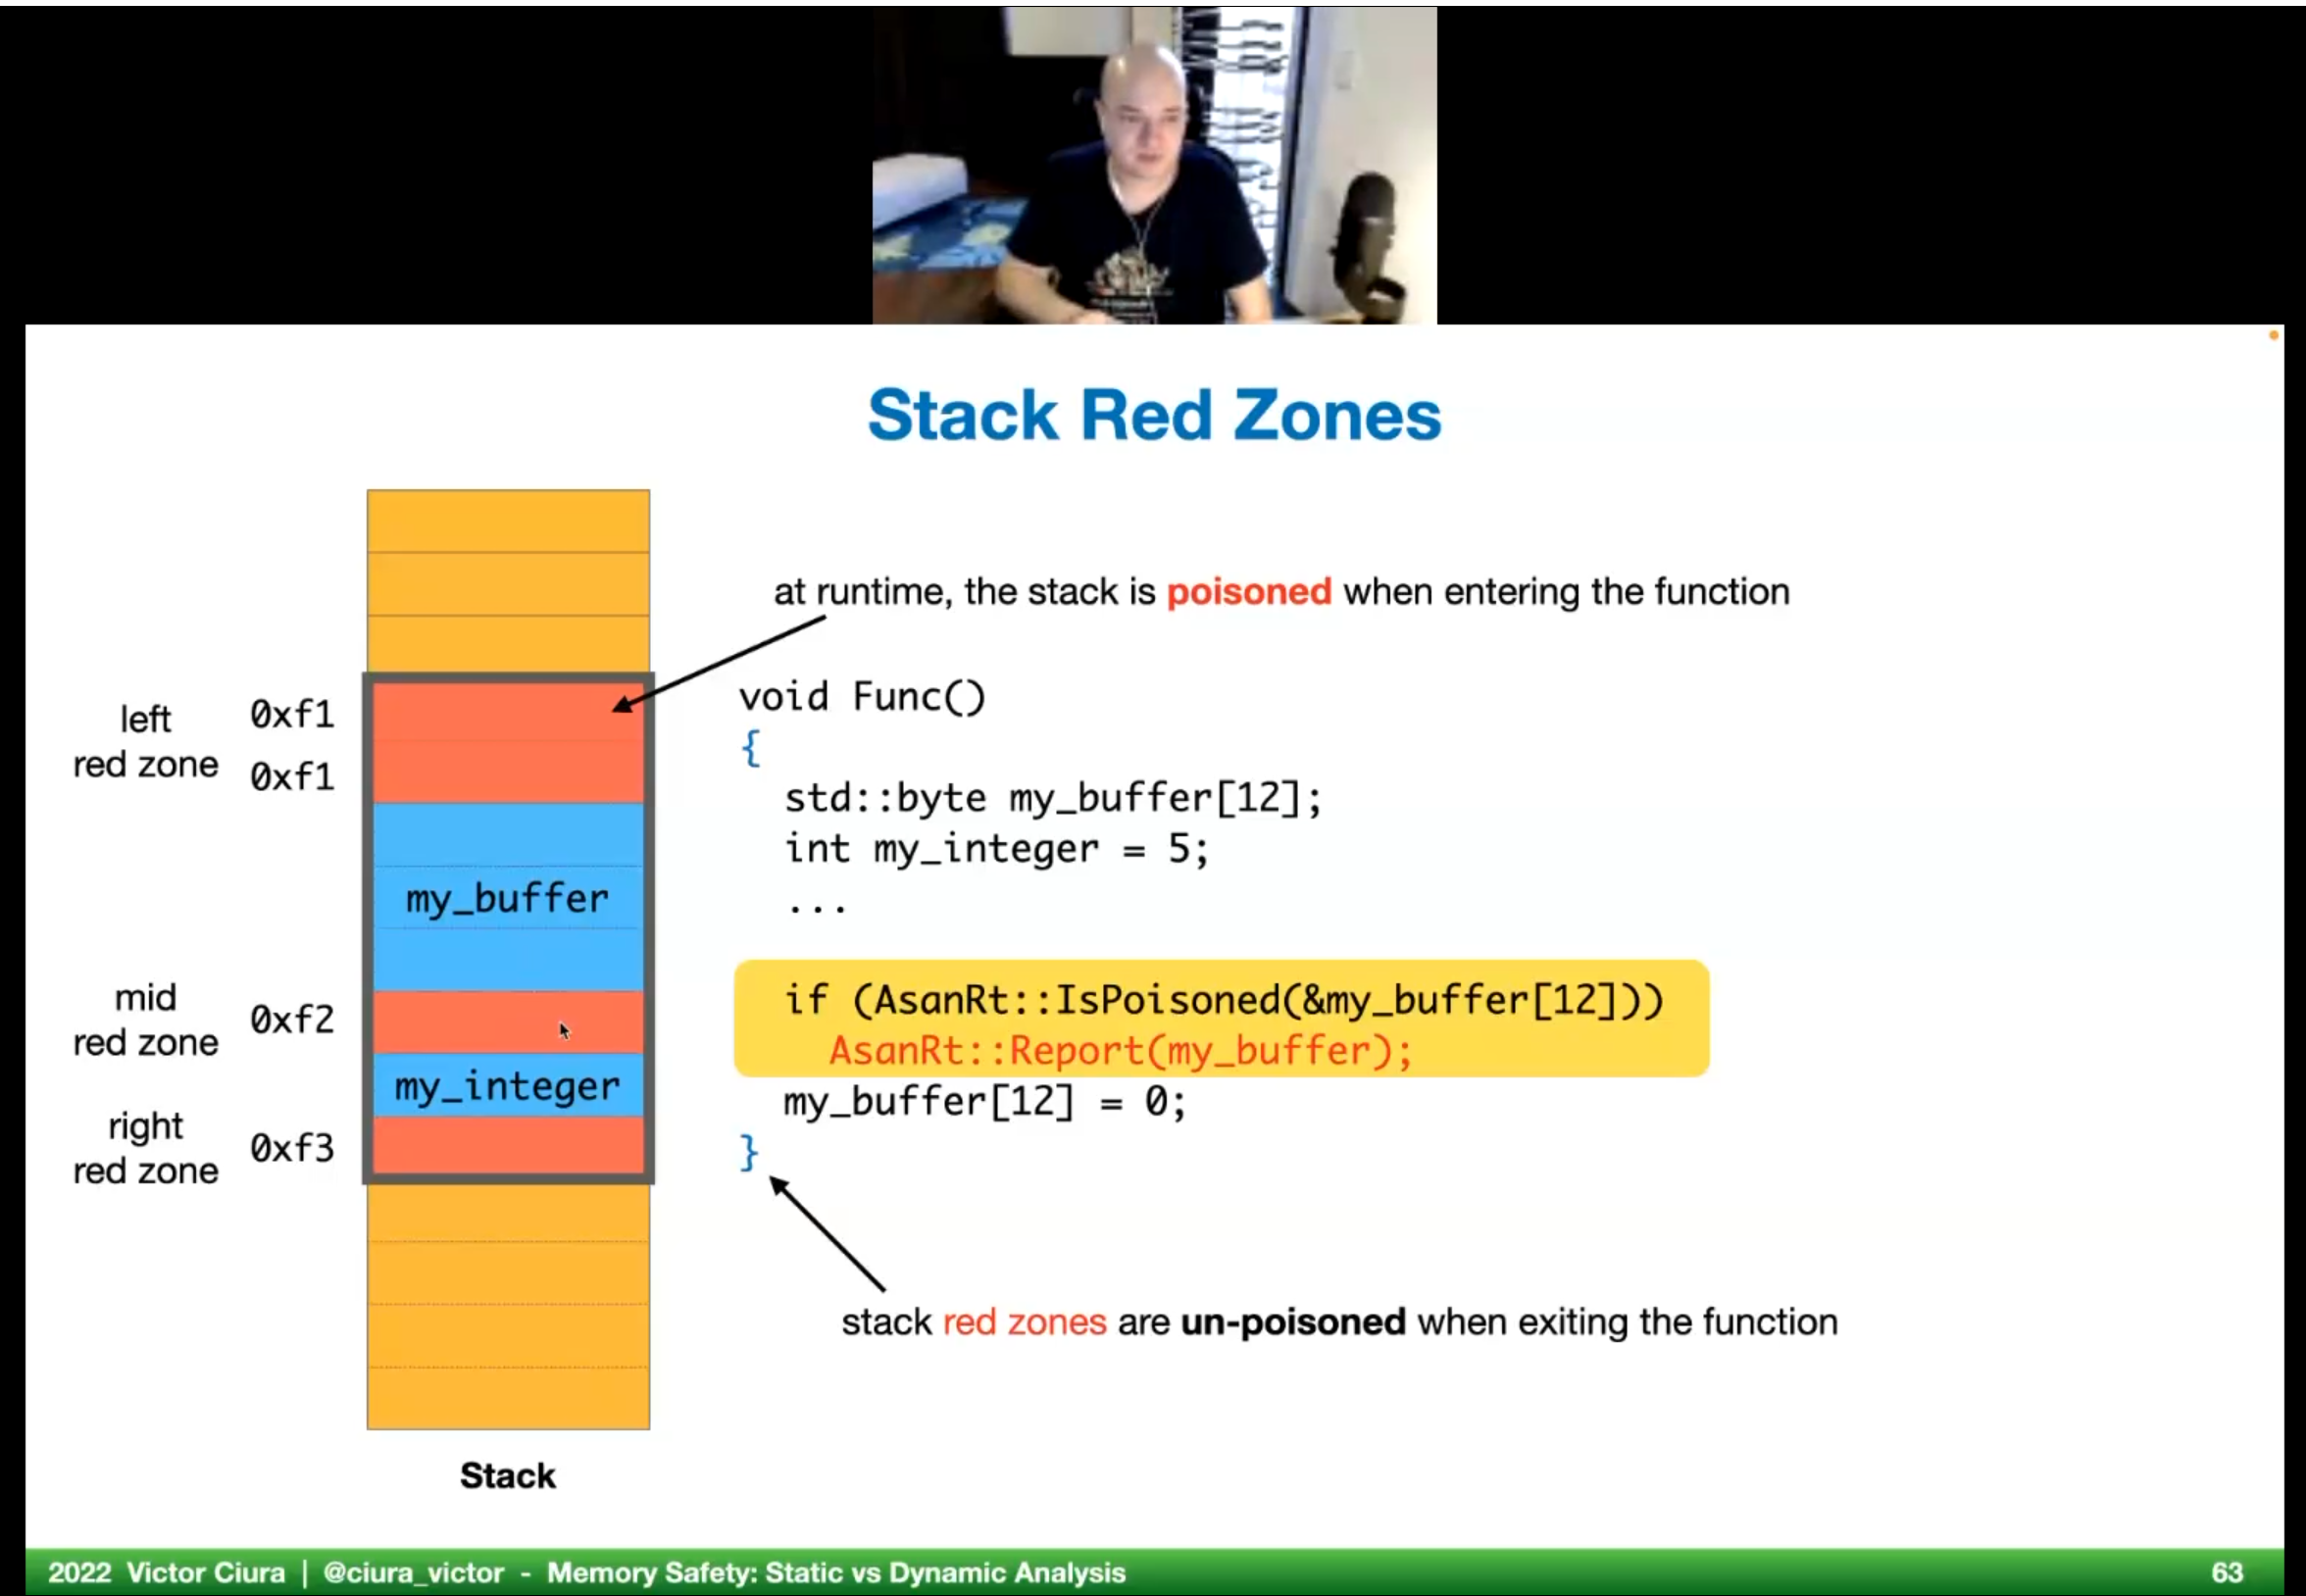 Stack Red Zones
at runtime, the stack is poisoned when entering the function
left
red zone
0xf1
0xf1
my_buffer
mid
red zone
0xf2
my_integer
right
red zone
0xf3
Stack
void Func()
{
std::byte my_buffer[12];
int my_integer = 5;
...
if (AsanRt::IsPoisoned(&my_buffer[12]))
AsanRt::Report(my_buffer);
my_buffer[12] = 0;
}
stack red zones are un-poisoned when exiting the function
2022 Victor Ciura | @ciura_victor - Memory Safety: Static vs Dynamic Analysis
63